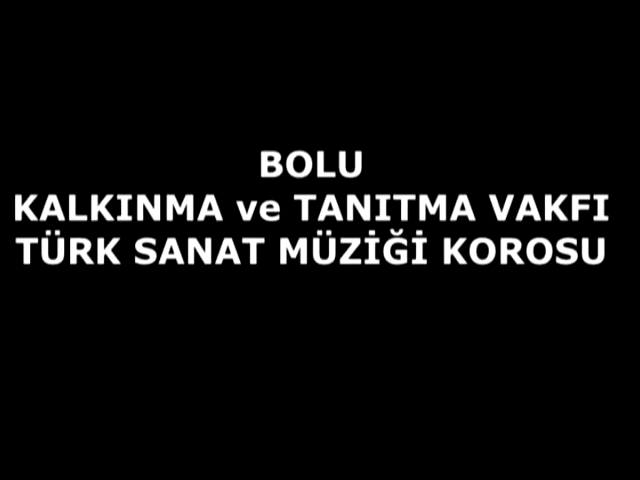 BOLU
KALKINMA ve TANITMA VAKFI
TÜRK SANAT MÜZİĞİ KOROSU